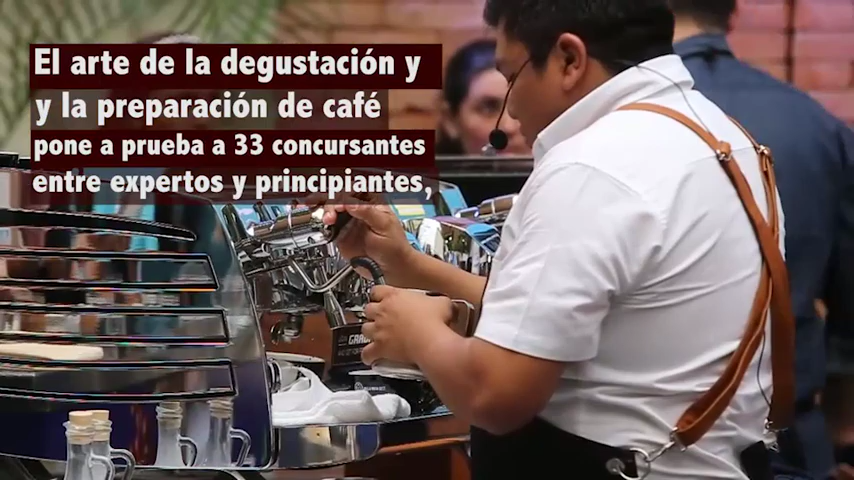 El arte de la degustación y
y la preparación de café
pone a prueba a 33 concursantes
entre expertos y principiantes,